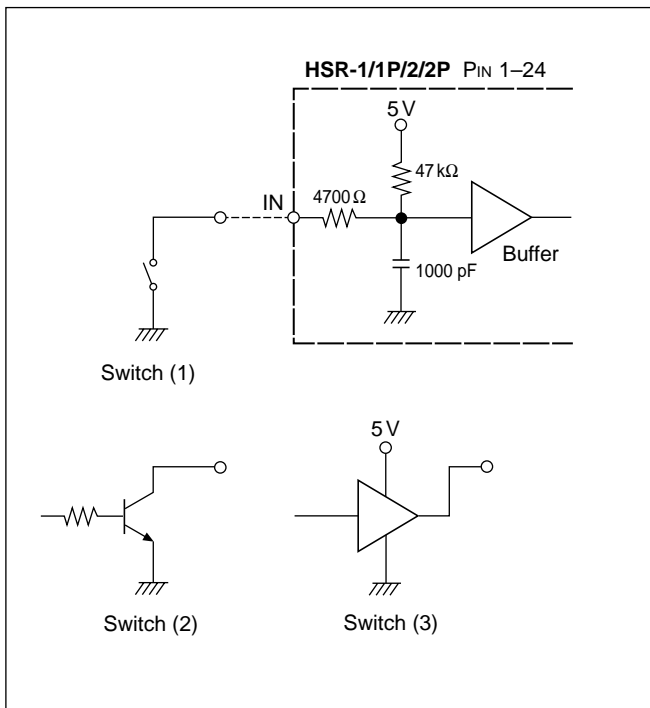 HSR-1/1P/2/2P PIN 1–24
5 V
47 kΩ
IN
4700 Ω
Buffer
1000 pF
Switch (1)
5 V
Switch (2)
Switch (3)